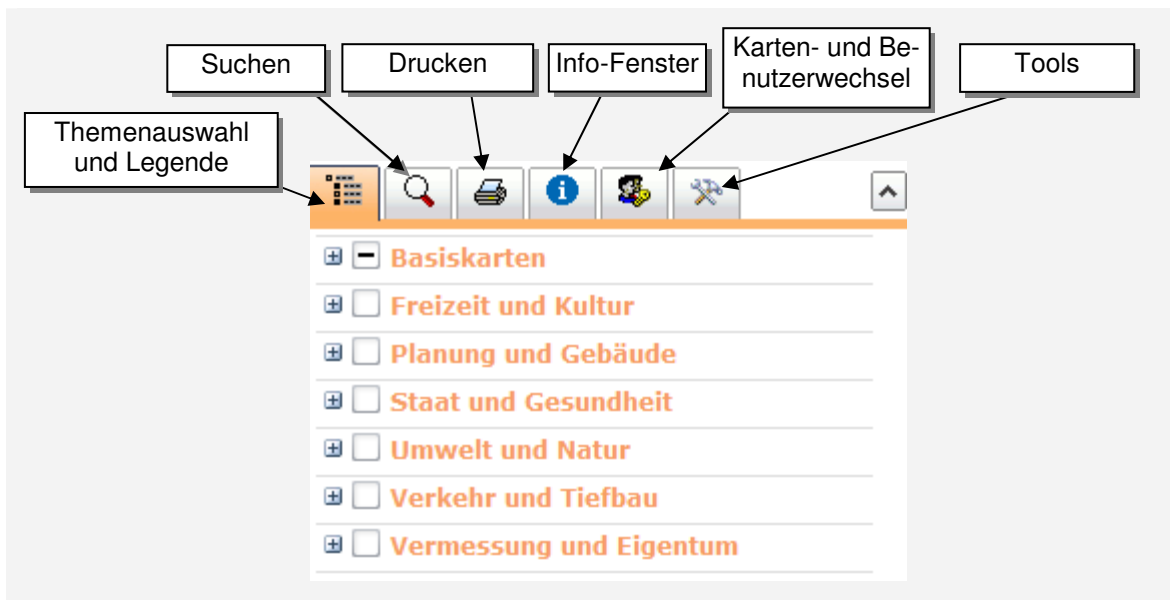 Suchen
Drucken
Info-Fenster
Karten- und Be-
nutzerwechsel
Tools
Themenauswahl
und Legende
Basiskarten
Freizeit und Kultur
Planung und Gebäude
Staat und Gesundheit
Umwelt und Natur
Verkehr und Tiefbau
Vermessung und Eigentum